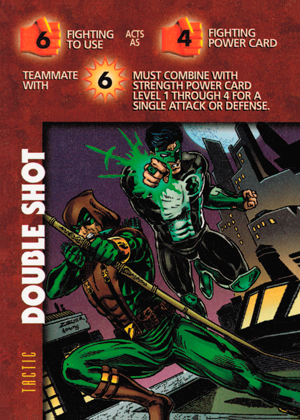 6 FIGHTING TO USE ACTS AS 4 FIGHTING POWER CARD
TEAMMATE WITH 6 MUST COMBINE WITH
STRENGTH POWER CARD
LEVEL 1 THROUGH 4 FOR A
SINGLE ATTACK OR DEFENSE.
DOUBLE SHOT
TACTIC